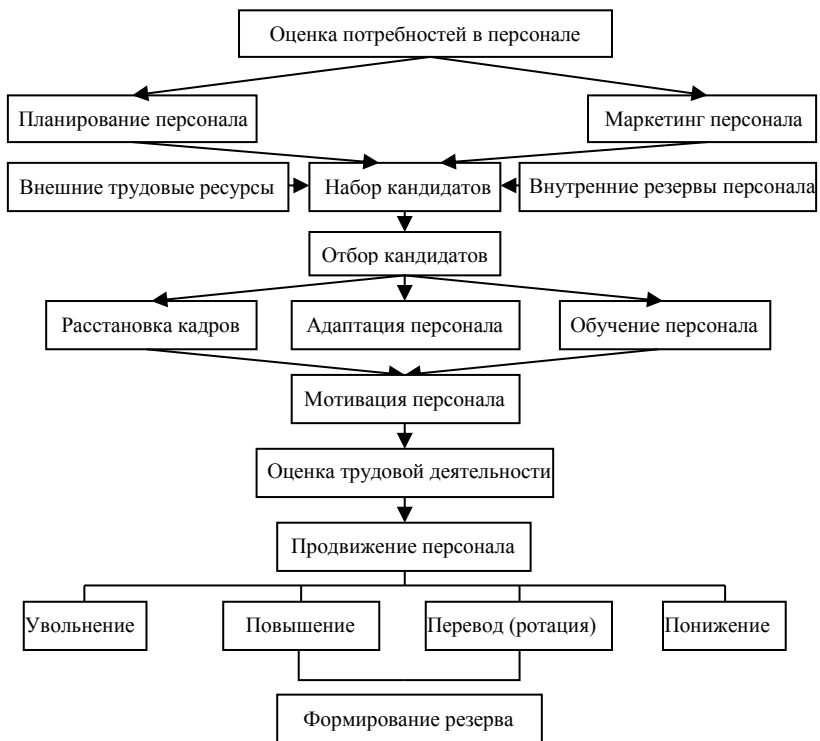 Оценка потребностей в персонале
Планирование персонала
Маркетинг персонала
Внешние трудовые ресурсы
Набор кандидатов
Внутренние резервы персонала
Отбор кандидатов
Расстановка кадров
Адаптация персонала
Обучение персонала
Мотивация персонала
Оценка трудовой деятельности
Продвижение персонала
Увольнение
Повышение
Перевод (ротация)
Понижение
Формирование резерва